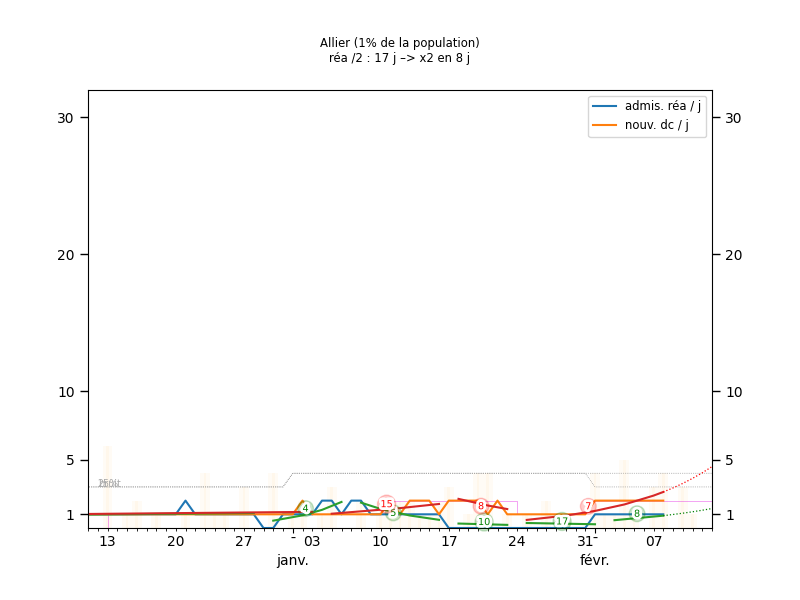 Allier (1% de la population)
réa /2 : 17 j –> x2 en 8 j
admis. réa / j
nouv. dc / j
30 30
20 20
10 10
5 5
4 15 5 8 10 17 7 8
1 1
13 20 27 - 03 10 17 24 31 07
janv. févr.